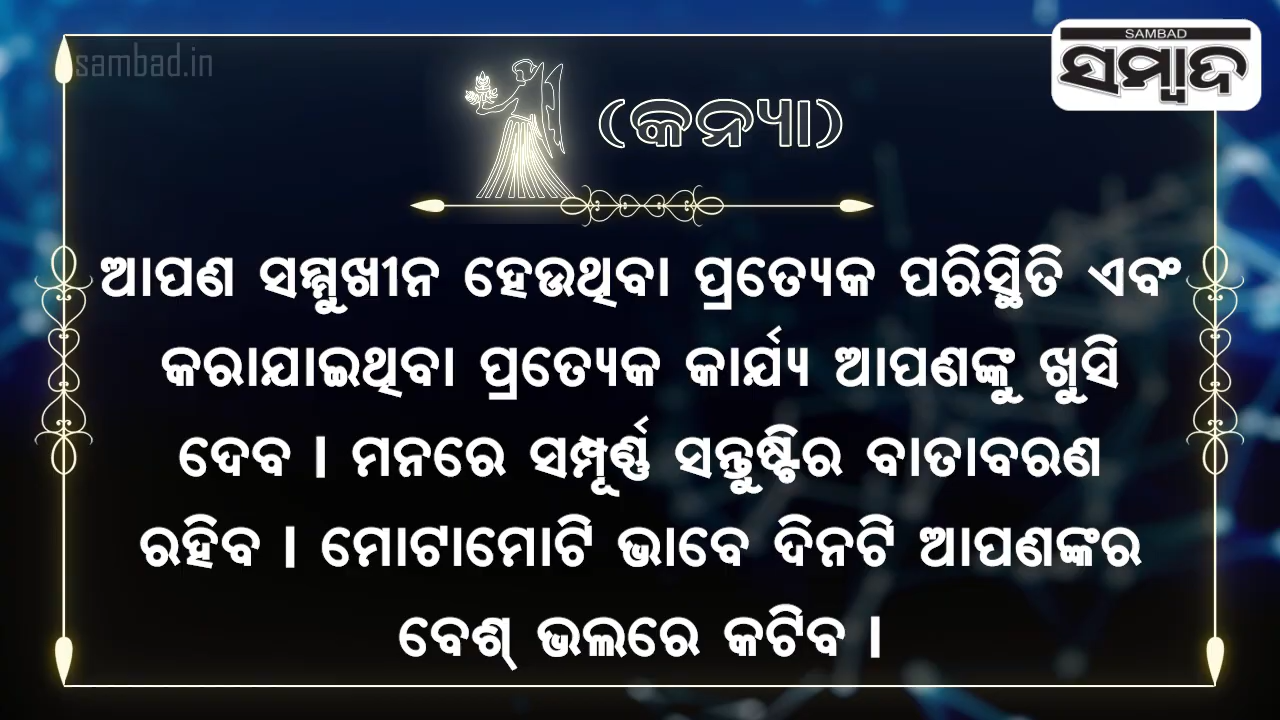 sambad.in
SAMBAD
ସମ୍ବାଦ
(କନ୍ୟା)
ଆପଣ ସମ୍ମୁଖୀନ ହେଉଥିବା ପ୍ରତ୍ୟେକ ପରିସ୍ଥିତି ଏବଂ
କରାଯାଇଥିବା ପ୍ରତ୍ୟେକ କାର୍ଯ୍ୟ ଆପଣଙ୍କୁ ଖୁସି
ଦେବ । ମନରେ ସମ୍ପୂର୍ଣ୍ଣ ସନ୍ତୁଷ୍ଟିର ବାତାବରଣ
ରହିବ । ମୋଟାମୋଟି ଭାବେ ଦିନଟି ଆପଣଙ୍କର
ବେଶ୍ ଭଲରେ କଟିବ ।